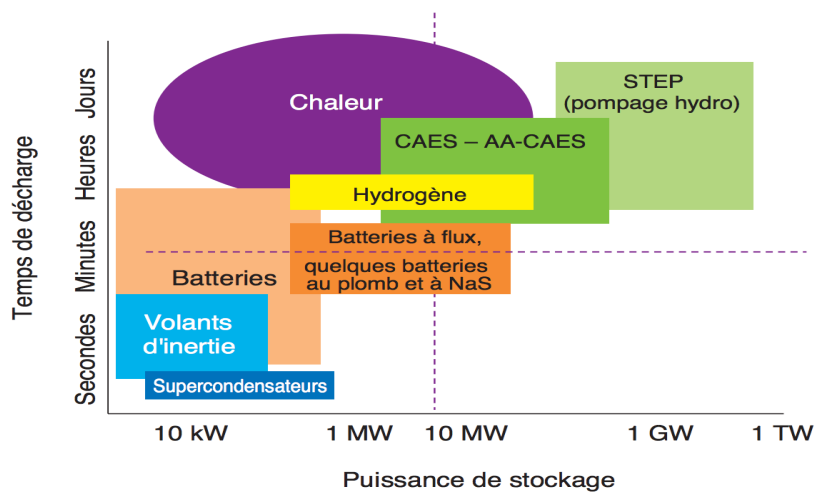 Temps de décharge
Jours
Heures
Minutes
Secondes
Chaleur
STEP
(pompage hydro)
CAES – AA-CAES
Hydrogène
Batteries à flux,
quelques batteries
au plomb et à NaS
Batteries
Volants
d'inertie
Supercondensateurs
10 kW
1 MW
10 MW
1 GW
1 TW
Puissance de stockage